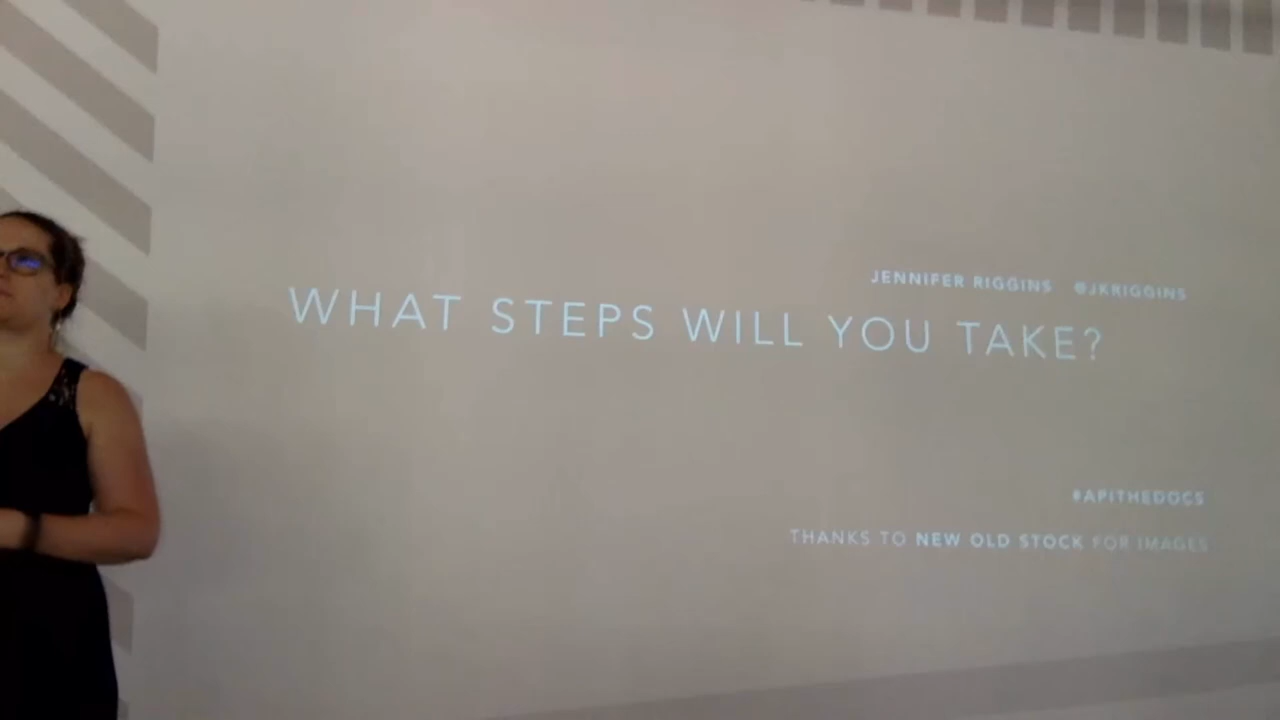 JENNIFER RIGGINS @JKRIGGINS
WHAT STEPS WILL YOU TAKE?
#APITHEDOCS
THANKS TO NEW OLD STOCK FOR IMAGES